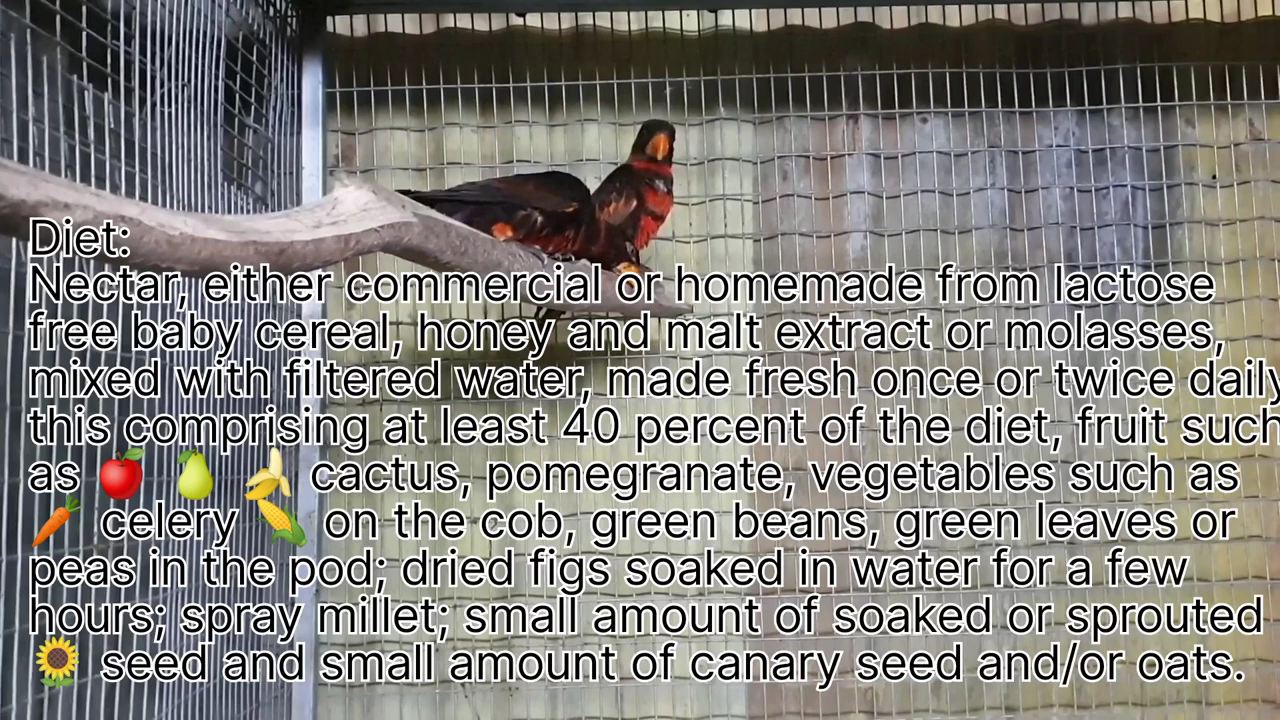 Diet:
Nectar, either commercial or homemade from lactose
free baby cereal, honey and malt extract or molasses,
mixed with filtered water, made fresh once or twice daily
this comprising at least 40 percent of the diet, fruit such
as 🍎 🍐 🍌 cactus, pomegranate, vegetables such as
🥕 celery 🌽 on the cob, green beans, green leaves or
peas in the pod; dried figs soaked in water for a few
hours; spray millet; small amount of soaked or sprouted
🌻 seed and small amount of canary seed and/or oats.